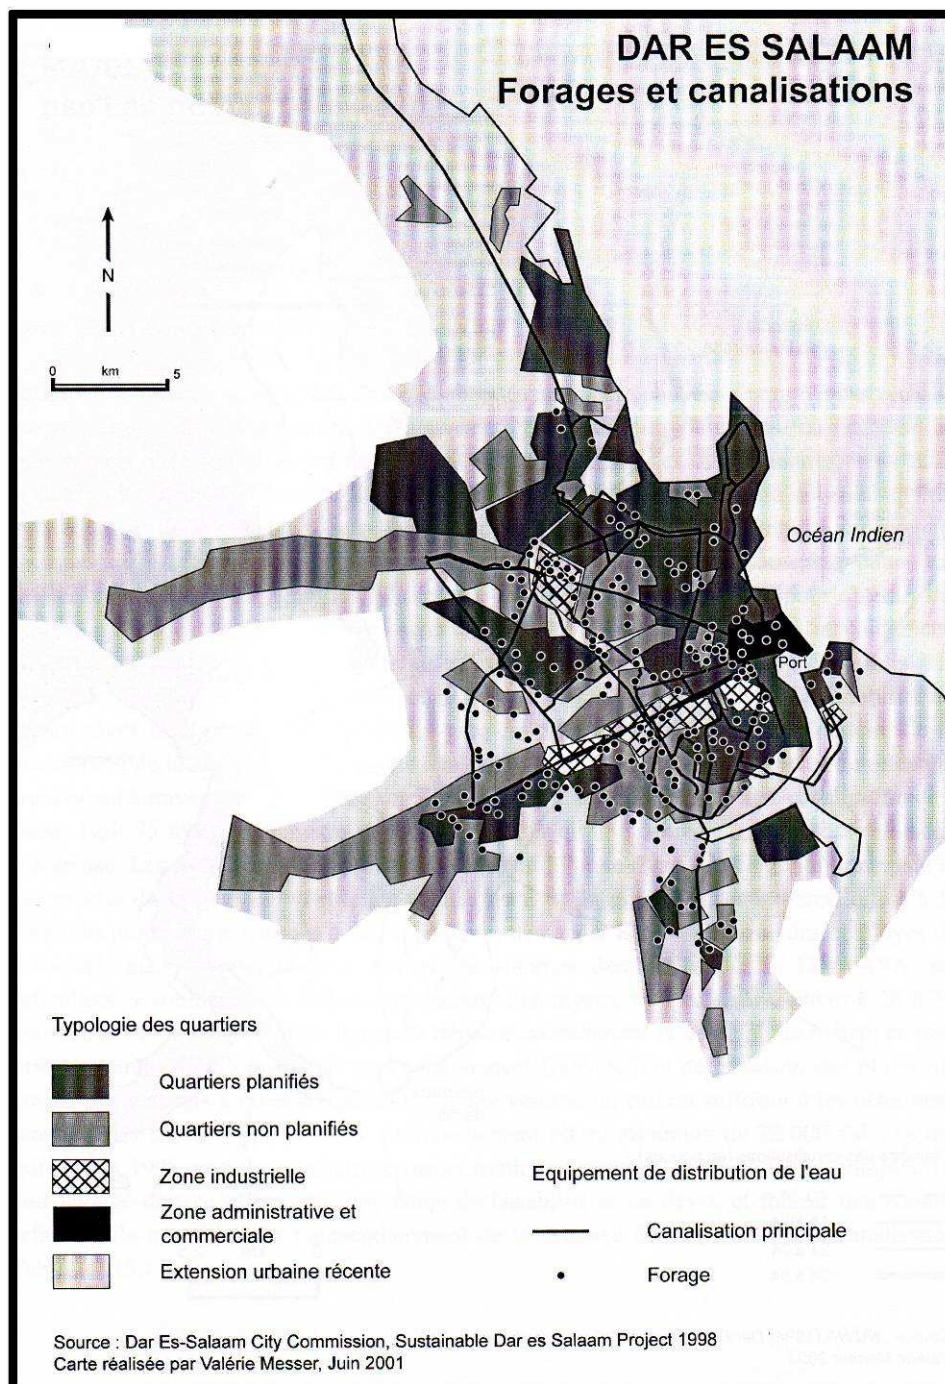 DAR ES SALAAM
Forages et canalisations
N
0 km 5
Océan Indien
Port
Typologie des quartiers
Quartiers planifiés
Quartiers non planifiés
Zone industrielle
Zone administrative et
commerciale
Extension urbaine récente
Equipement de distribution de l'eau
Canalisation principale
Forage
Source : Dar Es-Salaam City Commission, Sustainable Dar es Salaam Project 1998
Carte réalisée par Valérie Messer, Juin 2001